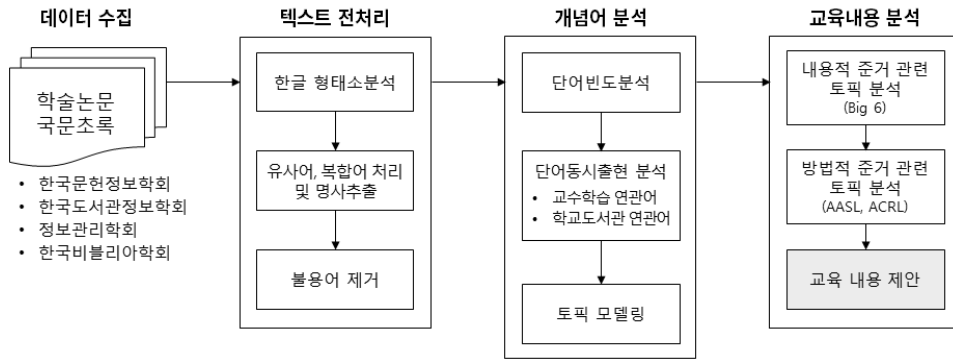 데이터 수집
학술논문
국문초록
• 한국문헌정보학회
• 한국도서관정보학회
• 정보관리학회
• 한국비블리아학회
텍스트 전처리
한글 형태소분석
유사어, 복합어 처리
및 명사추출
불용어 제거
개념어 분석
단어빈도분석
단어동시출현 분석
• 교수학습 연관어
• 학교도서관 연관어
토픽 모델링
교육내용 분석
내용적 준거 관련
토픽 분석
(Big 6)
방법적 준거 관련
토픽 분석
(AASL, ACRL)
교육 내용 제안